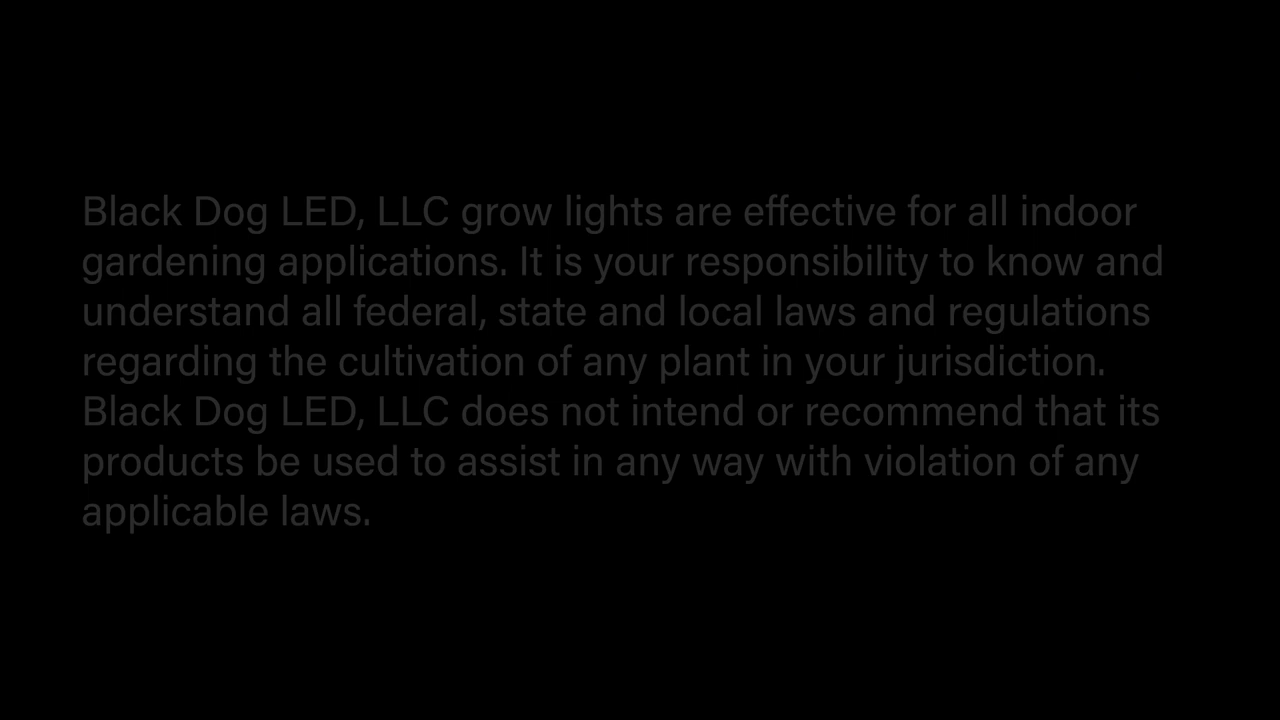 Black Dog LED, LLC grow lights are effective for all indoor
gardening applications. It is your responsibility to know and
understand all federal, state and local laws and regulations
regarding the cultivation of any plant in your jurisdiction.
Black Dog LED, LLC does not intend or recommend that its
products be used to assist in any way with violation of any
applicable laws.